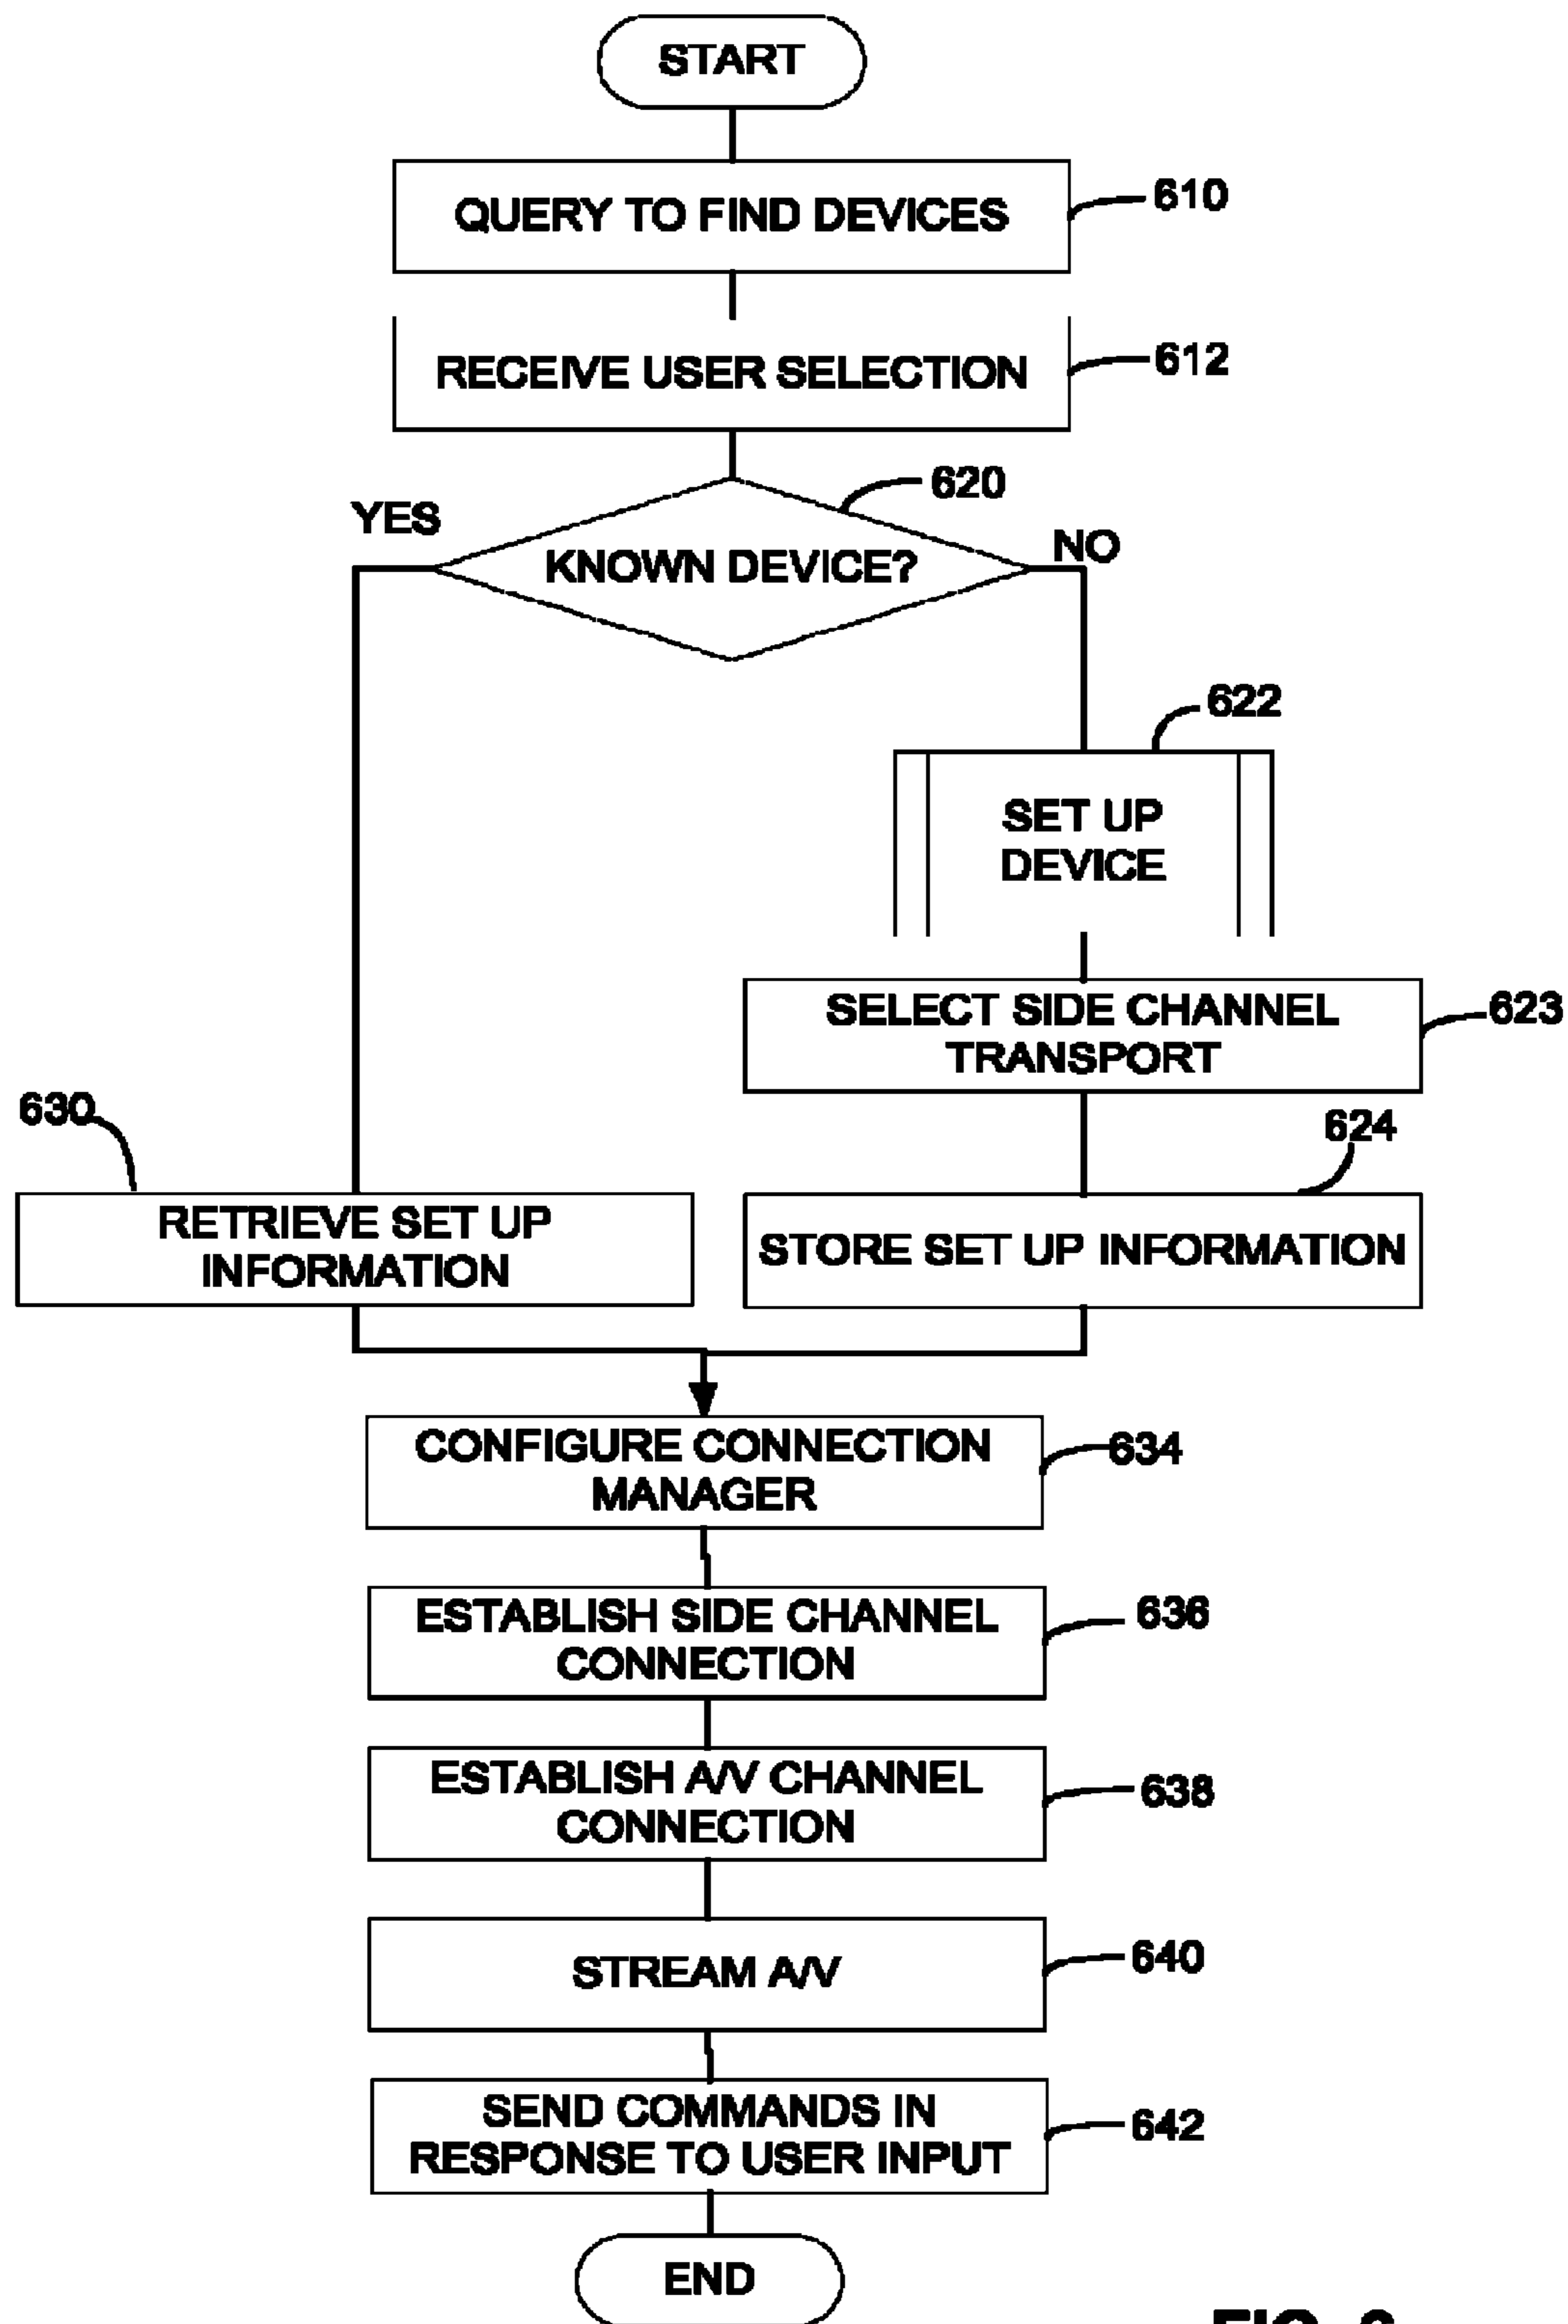 START
QUERY TO FIND DEVICES
610
RECEIVE USER SELECTION
612
620
YES
KNOWN DEVICE?
NO
622
SET UP
DEVICE
SELECT SIDE CHANNEL
TRANSPORT
623
630
624
RETRIEVE SET UP
INFORMATION
STORE SET UP INFORMATION
CONFIGURE CONNECTION
MANAGER
634
ESTABLISH SIDE CHANNEL
CONNECTION
636
ESTABLISH A/V CHANNEL
CONNECTION
638
STREAM A/V
640
SEND COMMANDS IN
RESPONSE TO USER INPUT
642
END
FIG.